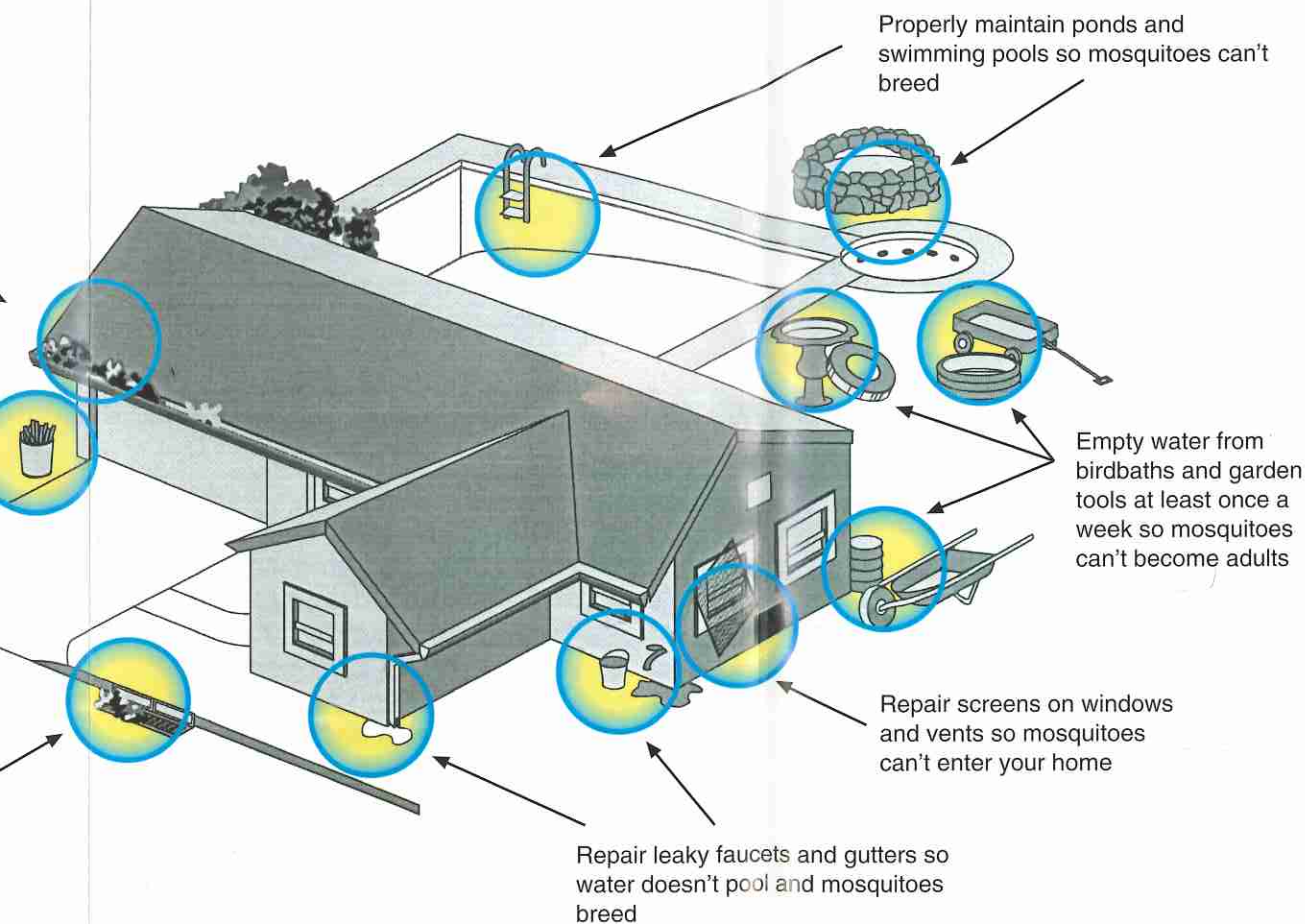 Properly maintain ponds and
swimming pools so mosquitoes can't
breed
Empty water from
birdbaths and garden
tools at least once a
week so mosquitoes
can't become adults
Repair screens on windows
and vents so mosquitoes
can't enter your home
Repair leaky faucets and gutters so
water doesn't pool and mosquitoes
breed